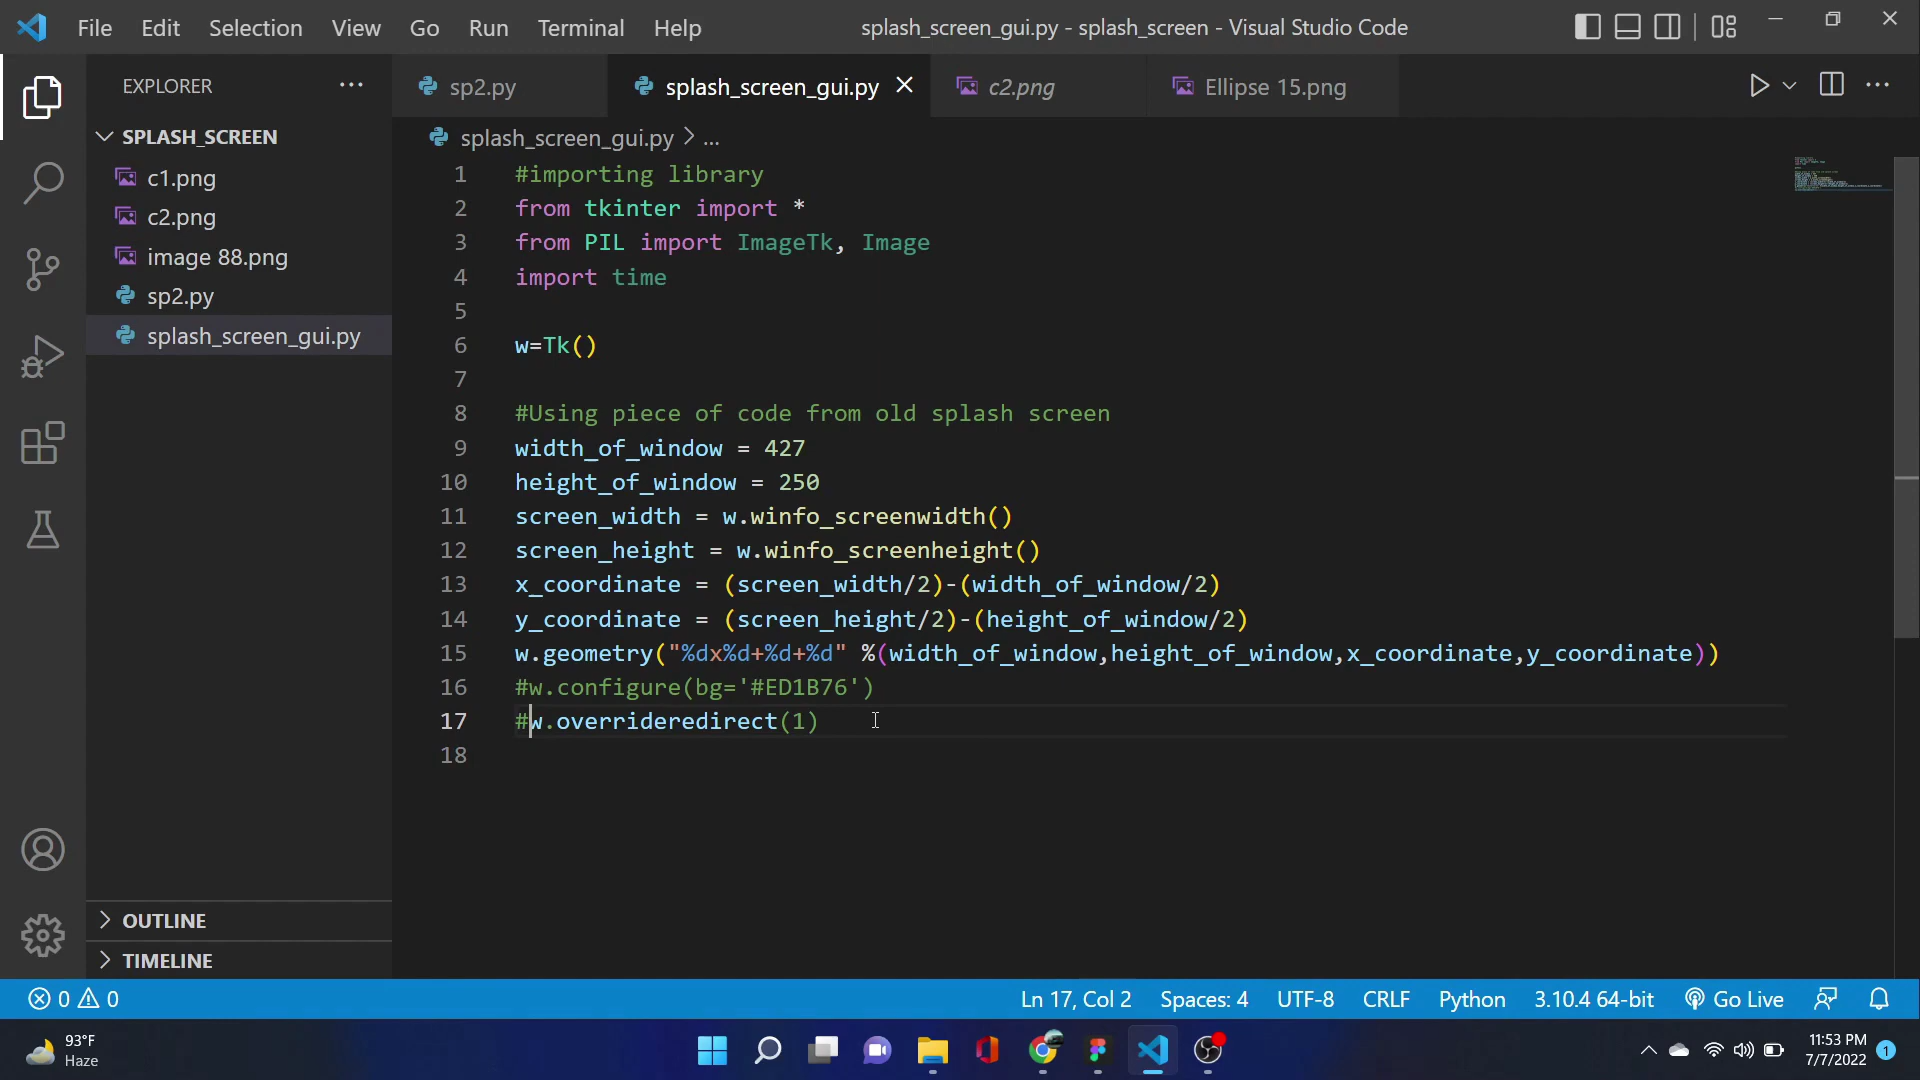 File Edit Selection View Go Run Terminal Help splash_screen_gui.py - splash_screen - Visual Studio Code
EXPLORER
sp2.py splash_screen_gui.py c2.png Ellipse 15.png
SPLASH_SCREEN
c1.png
c2.png
image 88.png
sp2.py
splash_screen_gui.py
splash_screen_gui.py > ...
1 #importing library
2 from tkinter import *
3 from PIL import ImageTk, Image
4 import time
5
6 w=Tk()
7
8 #Using piece of code from old splash screen
9 width_of_window = 427
10 height_of_window = 250
11 screen_width = w.winfo_screenwidth()
12 screen_height = w.winfo_screenheight()
13 x_coordinate = (screen_width/2)-(width_of_window/2)
14 y_coordinate = (screen_height/2)-(height_of_window/2)
15 w.geometry("%dx%d+%d+%d" %(width_of_window,height_of_window,x_coordinate,y_coordinate))
16 #w.configure(bg='#ED1B76')
17 #w.overrideredirect(1)
18
OUTLINE
TIMELINE
0 0 Ln 17, Col 2 Spaces: 4 UTF-8 CRLF Python 3.10.4 64-bit Go Live
93°F
Haze
11:53 PM
7/7/2022
1